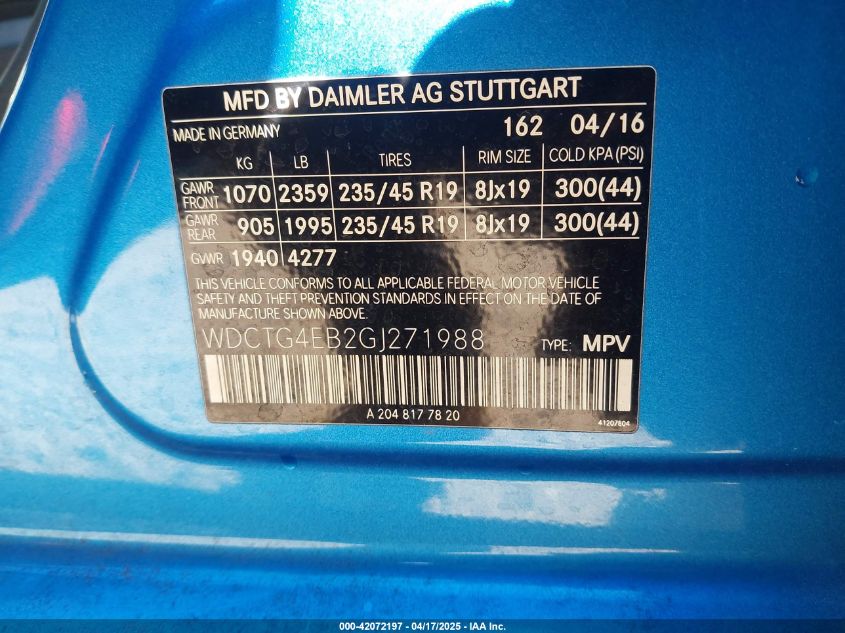 MFD BY DAIMLER AG STUTTGART
MADE IN GERMANY 162 04/16
KG LB TIRES RIM SIZE COLD KPA (PSI)
GAWR FRONT 1070 2359 235/45 R19 8Jx19 300(44)
GAWR REAR 905 1995 235/45 R19 8Jx19 300(44)
GVWR 1940 4277
THIS VEHICLE CONFORMS TO ALL APPLICABLE FEDERAL MOTOR VEHICLE
SAFETY AND THEFT PREVENTION STANDARDS IN EFFECT ON THE DATE OF
MANUFACTURE SHOWN ABOVE.
WDCTG4EB2GJ271988 TYPE: MPV
A 204 817 78 20
41207804
000-42072197 - 04/17/2025 - IAA Inc.